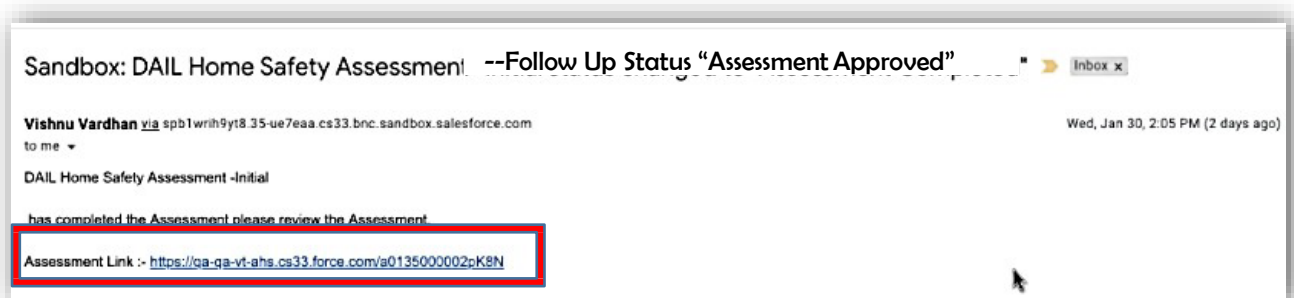 Sandbox: DAIL Home Safety Assessment --Follow Up Status “Assessment Approved” " Inbox x
Vishnu Vardhan via spb1wrih9yt8.35-ue7eaa.cs33.bnc.sandbox.salesforce.com Wed, Jan 30, 2:05 PM (2 days ago)
to me
DAIL Home Safety Assessment -Initial
has completed the Assessment please review the Assessment.
Assessment Link :- https://qa-qa-vt-ahs.cs33.force.com/a0135000002pK8N